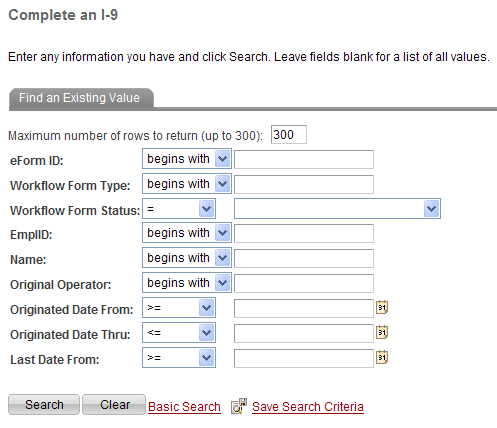 Complete an I-9
Enter any information you have and click Search. Leave fields blank for a list of all values.
Find an Existing Value
Maximum number of rows to return (up to 300): 300
eForm ID: begins with
Workflow Form Type: begins with
Workflow Form Status: =
EmplID: begins with
Name: begins with
Original Operator: begins with
Originated Date From: >= 31
Originated Date Thru: <= 31
Last Date From: >= 31
Search Clear Basic Search Save Search Criteria